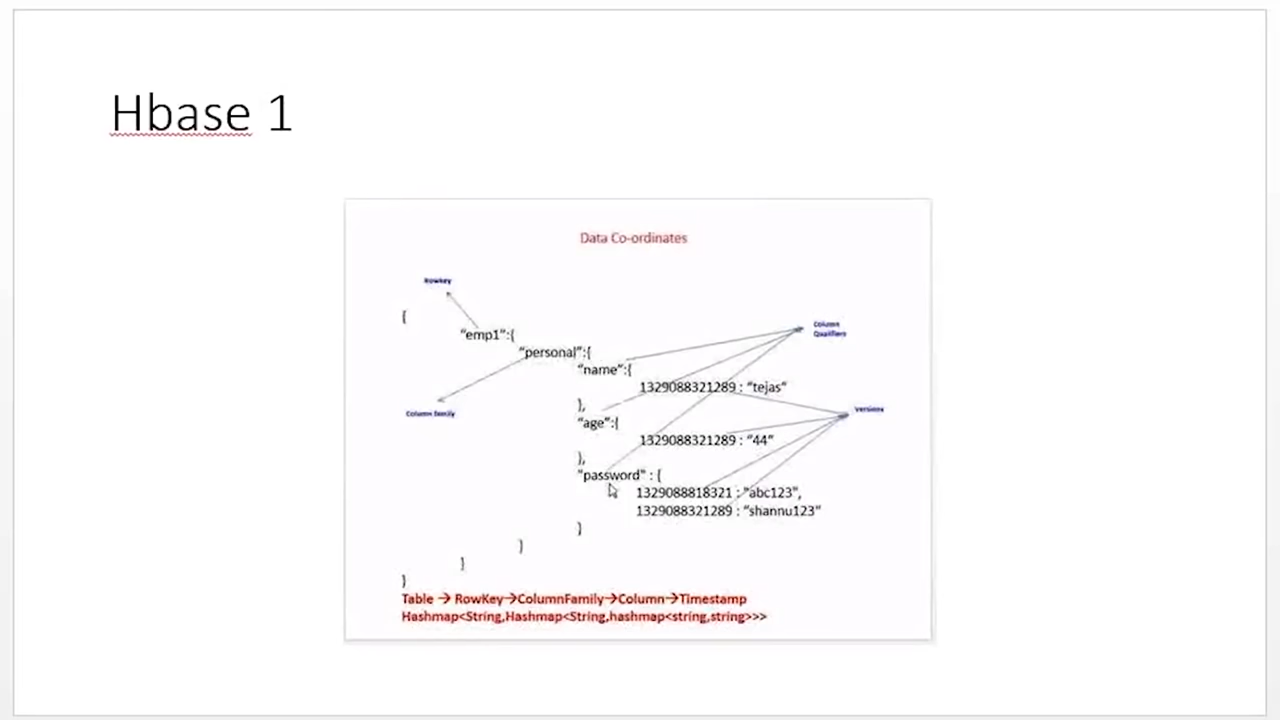 Hbase 1
Data Co-ordinates
Rowkey
{
"emp1":{
Column Qualifiers
"personal":{
"name":{
1329088321289 : "tejas"
},
Column family
Versions
"age":{
1329088321289 : "44"
},
"password" : {
1329088818321 : "abc123",
1329088321289 : "shannu123"
}
}
}
}
Table → RowKey→ColumnFamily→Column→Timestamp
Hashmap<String,Hashmap<String,hashmap<string,string>>>